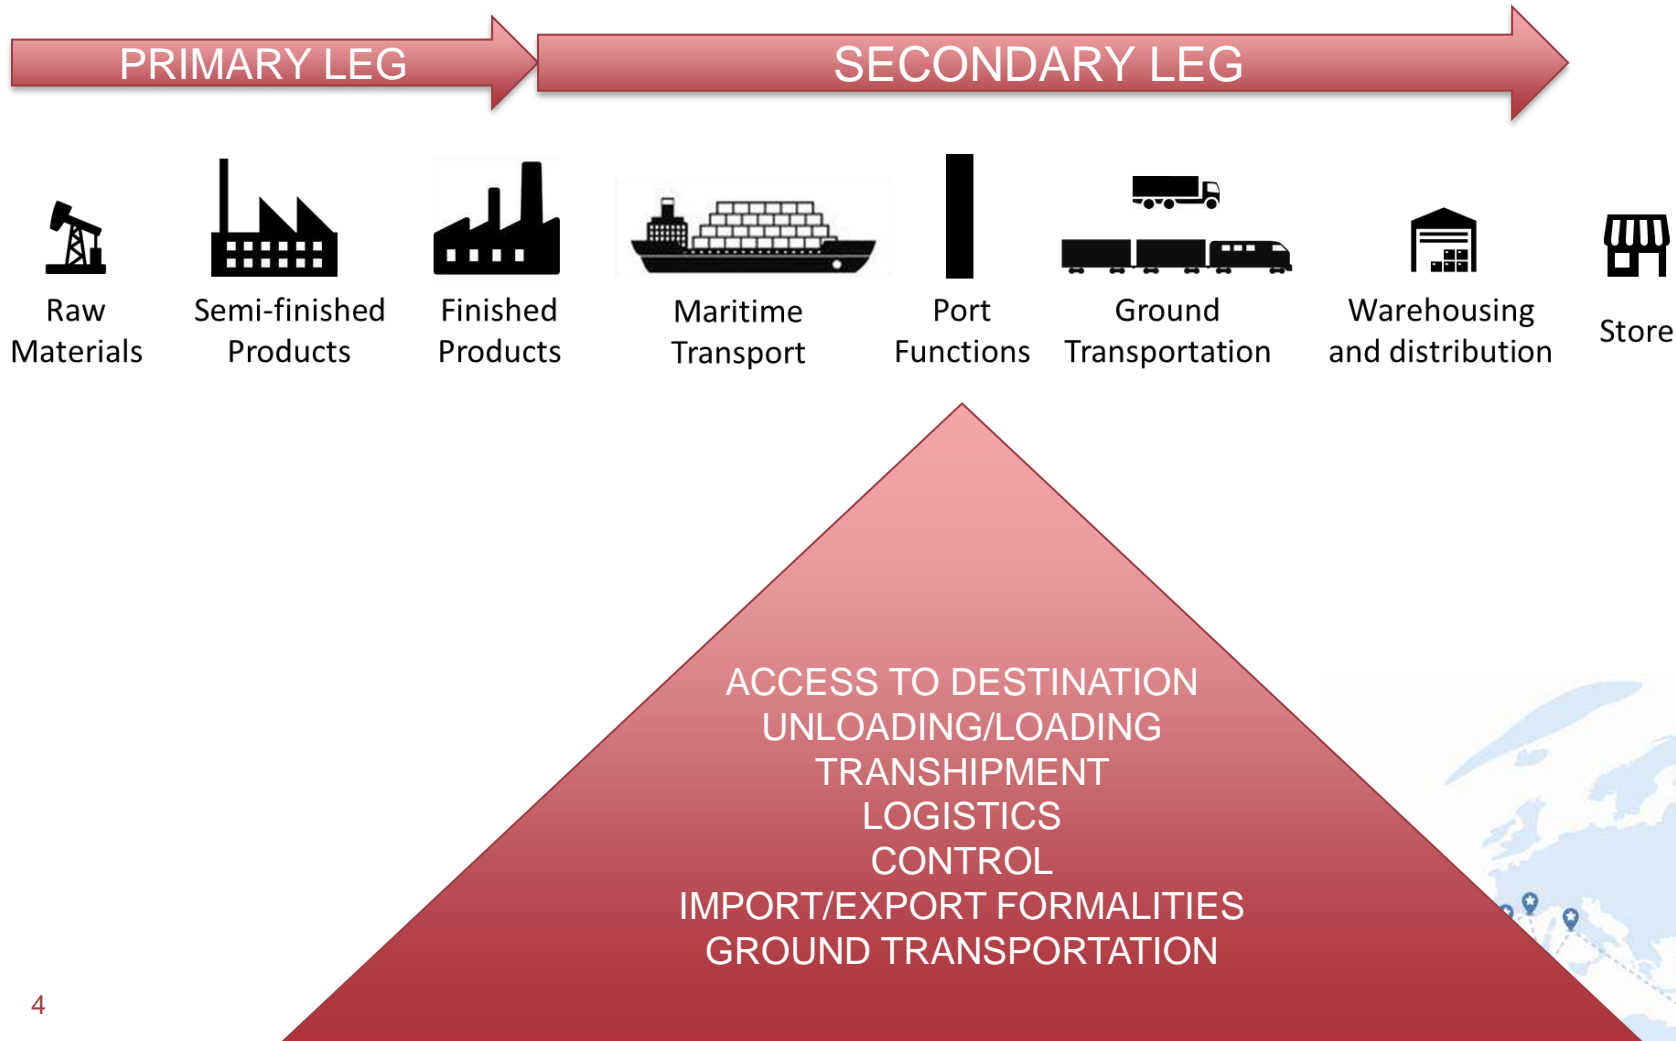 PRIMARY LEG
SECONDARY LEG
Raw
Materials
Semi-finished
Products
Finished
Products
Maritime
Transport
Port
Functions
Ground
Transportation
Warehousing
and distribution
Store
ACCESS TO DESTINATION
UNLOADING/LOADING
TRANSHIPMENT
LOGISTICS
CONTROL
IMPORT/EXPORT FORMALITIES
GROUND TRANSPORTATION
4